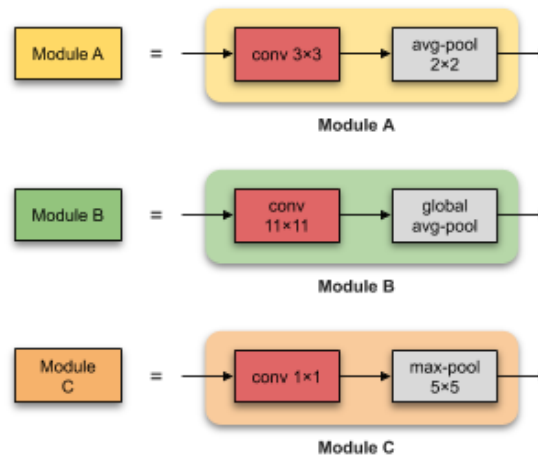 Module A
=
conv 3×3
avg-pool
2×2
Module A
Module B
=
conv
11×11
global
avg-pool
Module B
Module
C
=
conv 1×1
max-pool
5×5
Module C